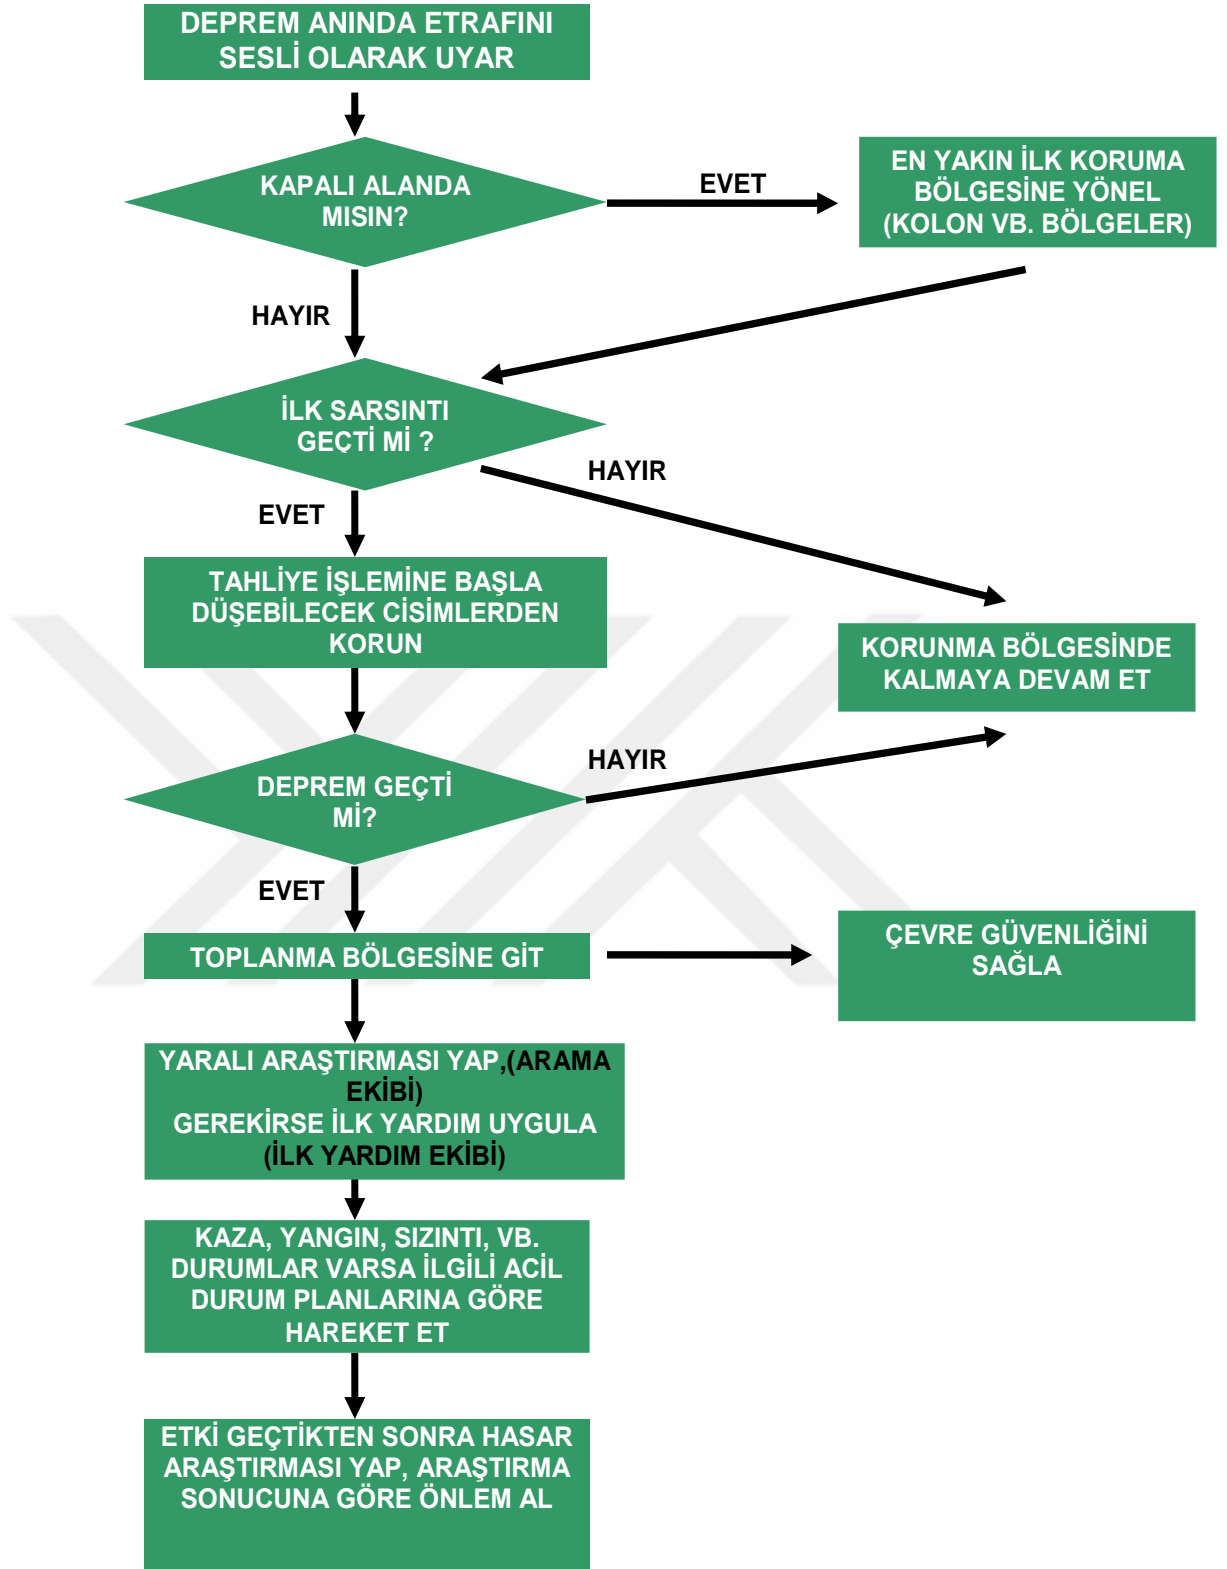 DEPREM ANINDA ETRAFINI
SESLİ OLARAK UYAR
KAPALI ALANDA
MISIN?
EVET
EN YAKIN İLK KORUMA
BÖLGESİNE YÖNEL
(KOLON VB. BÖLGELER)
HAYIR
İLK SARSINTI
GEÇTİ Mİ ?
HAYIR
EVET
TAHLİYE İŞLEMİNE BAŞLA
DÜŞEBİLECEK CİSİMLERDEN
KORUN
KORUNMA BÖLGESİNDE
KALMAYA DEVAM ET
DEPREM GEÇTİ
Mİ?
HAYIR
EVET
TOPLANMA BÖLGESİNE GİT
ÇEVRE GÜVENLİĞİNİ
SAĞLA
YARALI ARAŞTIRMASI YAP,(ARAMA
EKİBİ)
GEREKİRSE İLK YARDIM UYGULA
(İLK YARDIM EKİBİ)
KAZA, YANGIN, SIZINTI, VB.
DURUMLAR VARSA İLGİLİ ACİL
DURUM PLANLARINA GÖRE
HAREKET ET
ETKİ GEÇTİKTEN SONRA HASAR
ARAŞTIRMASI YAP, ARAŞTIRMA
SONUCUNA GÖRE ÖNLEM AL